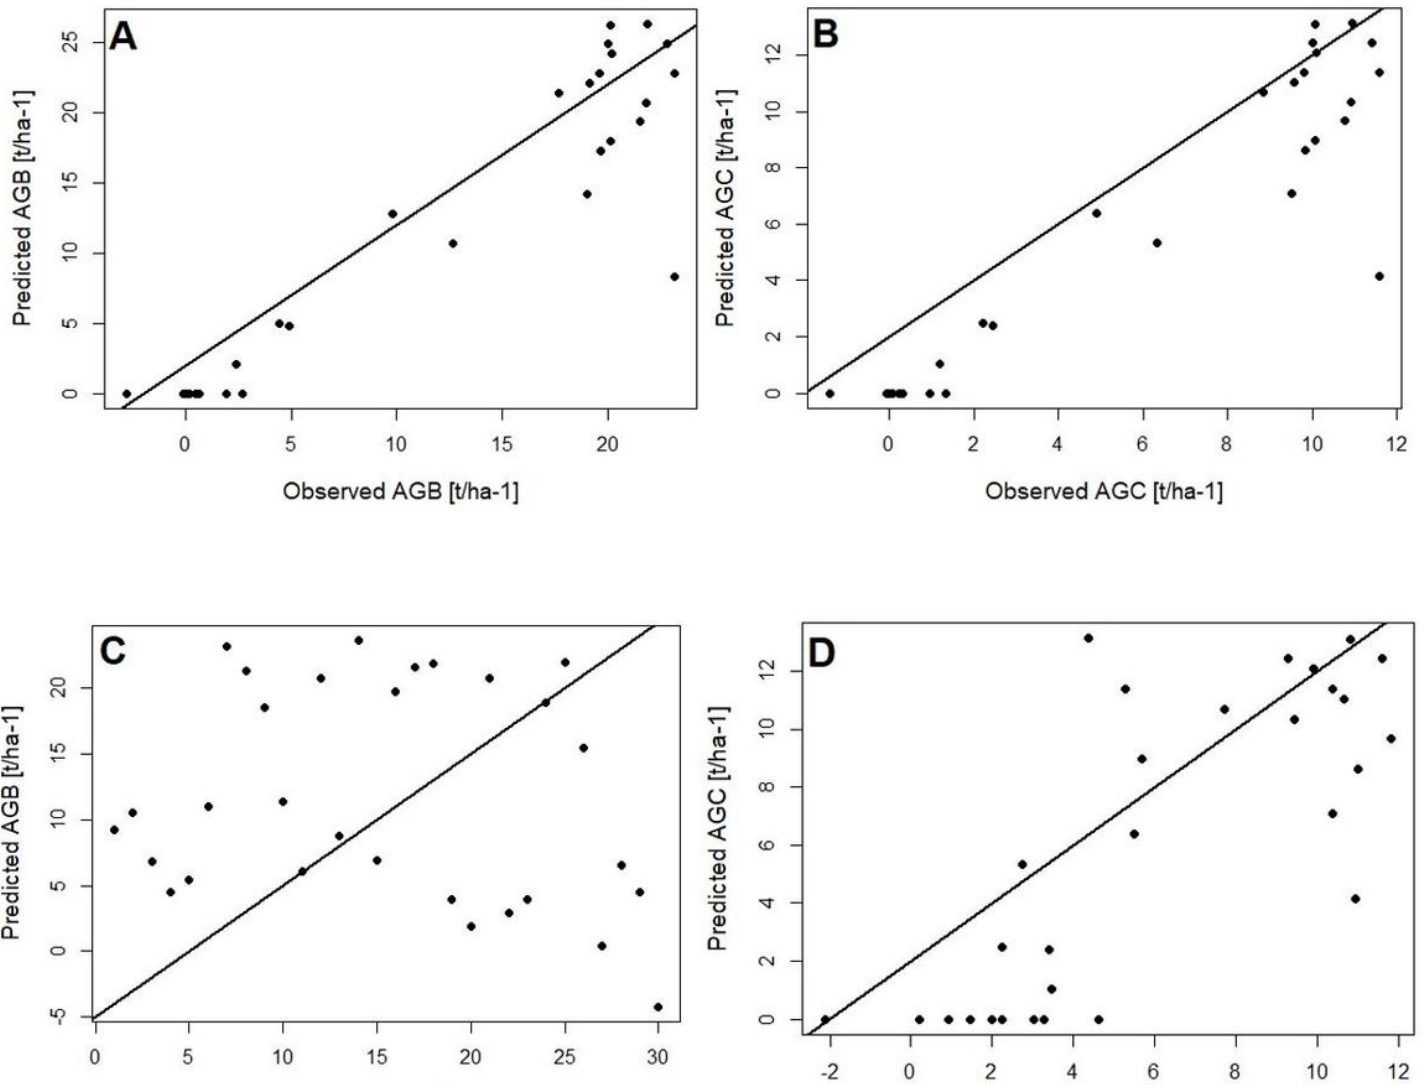 A
Predicted AGB [t/ha-1]
0 5 10 15 20 25
0 5 10 15 20
Observed AGB [t/ha-1]
B
Predicted AGC [t/ha-1]
0 2 4 6 8 10 12
0 2 4 6 8 10 12
Observed AGC [t/ha-1]
C
Predicted AGB [t/ha-1]
-5 0 5 10 15 20
0 5 10 15 20 25 30
D
Predicted AGC [t/ha-1]
0 2 4 6 8 10 12
-2 0 2 4 6 8 10 12